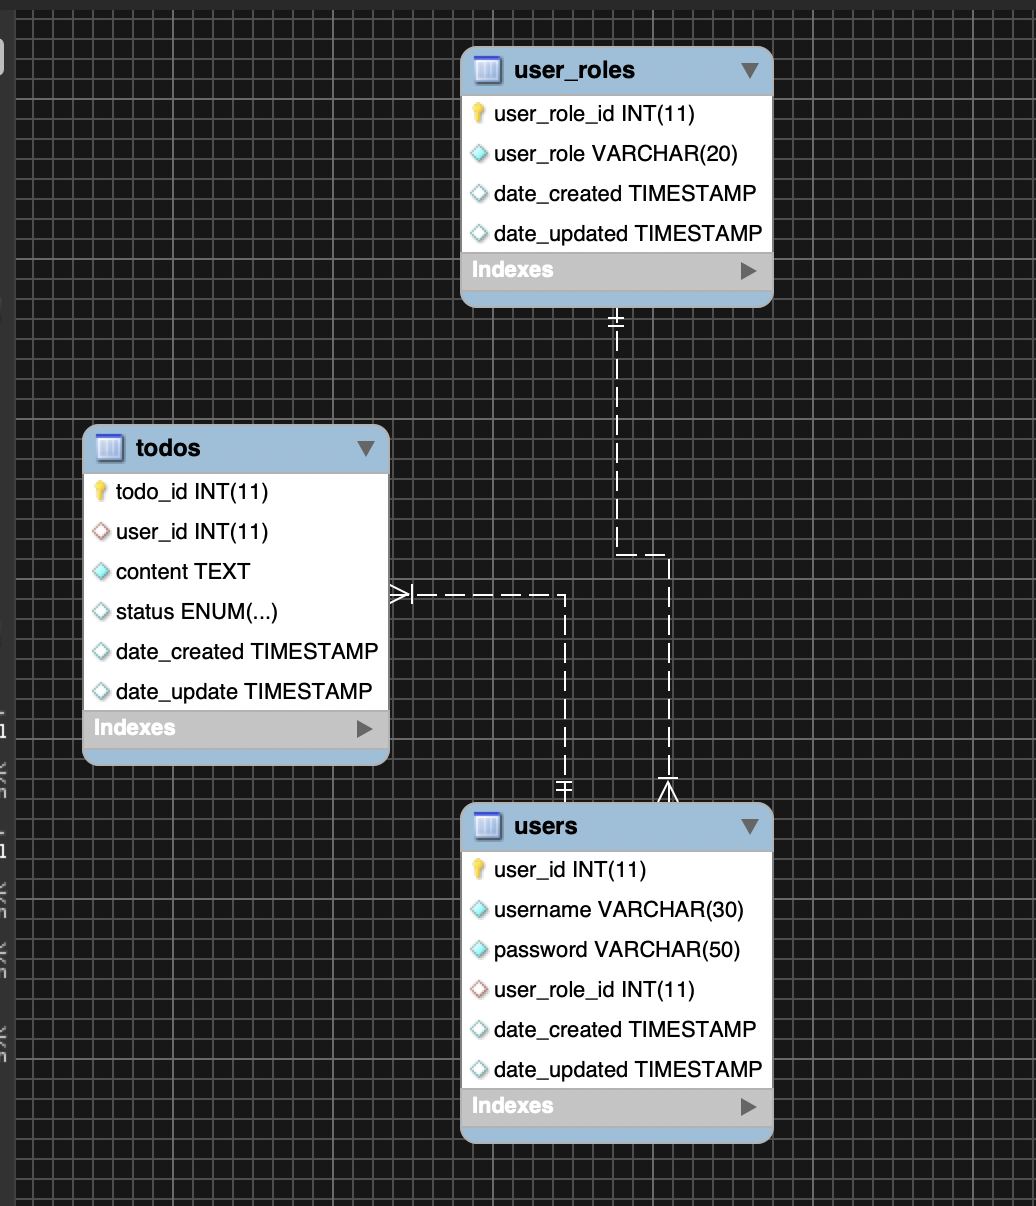 user_roles
user_role_id INT(11)
user_role VARCHAR(20)
date_created TIMESTAMP
date_updated TIMESTAMP
Indexes
todos
todo_id INT(11)
user_id INT(11)
content TEXT
status ENUM(...)
date_created TIMESTAMP
date_update TIMESTAMP
Indexes
users
user_id INT(11)
username VARCHAR(30)
password VARCHAR(50)
user_role_id INT(11)
date_created TIMESTAMP
date_updated TIMESTAMP
Indexes